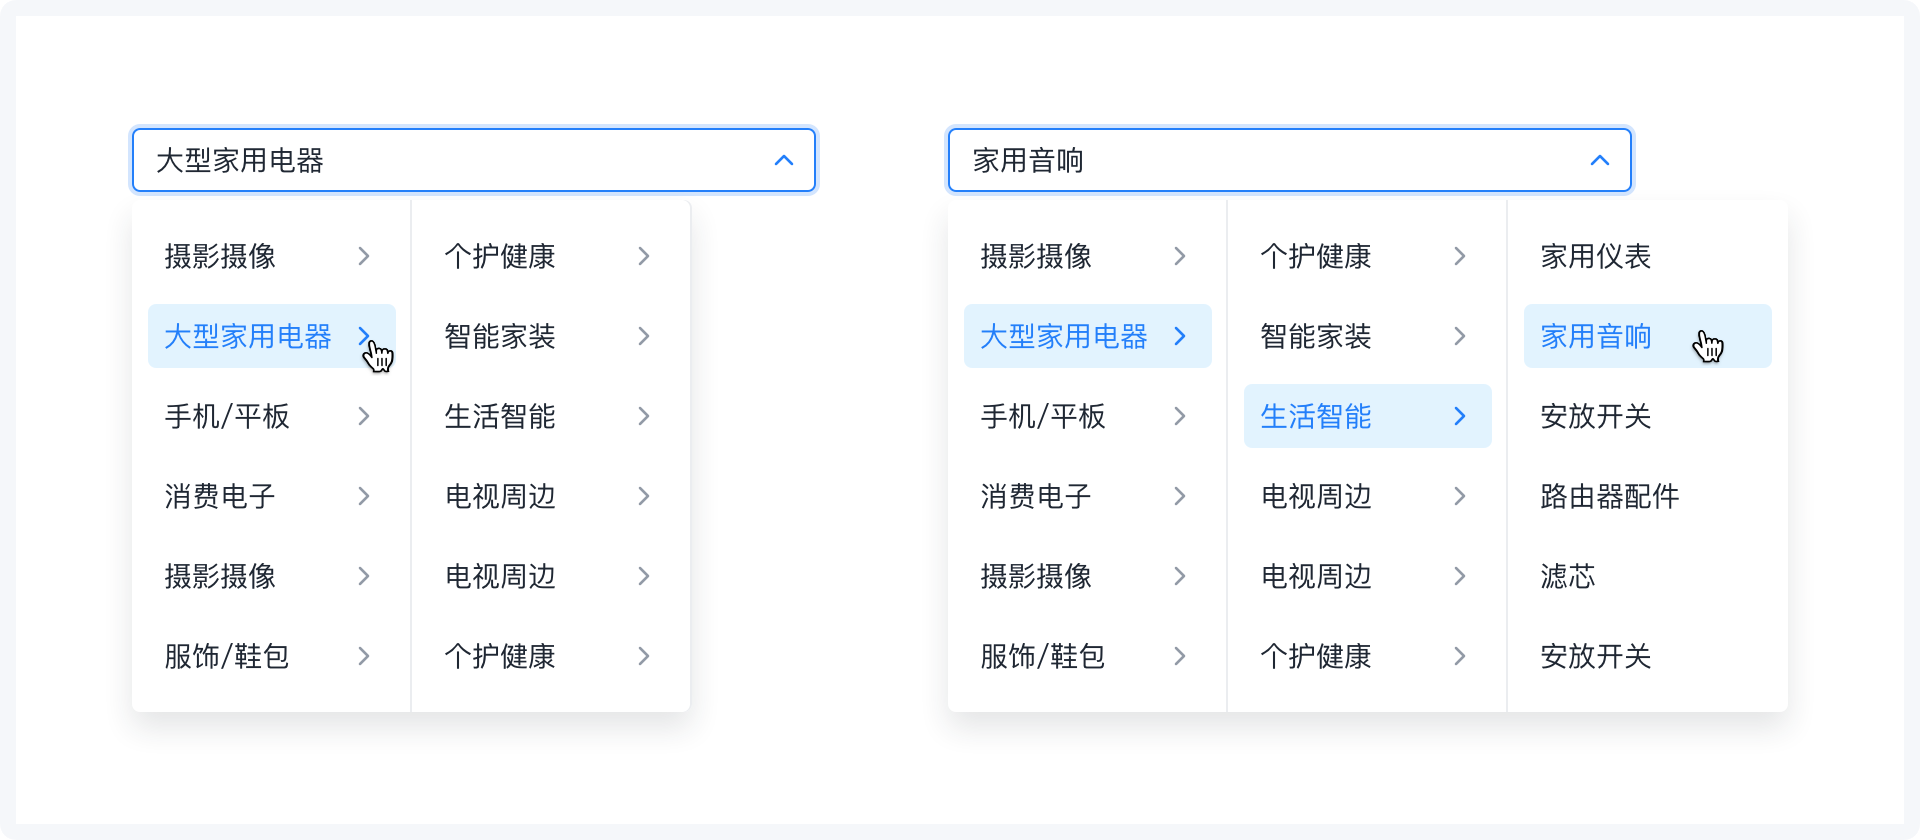 大型家用电器
摄影摄像
大型家用电器
手机/平板
消费电子
摄影摄像
服饰/鞋包
个护健康
智能家装
生活智能
电视周边
电视周边
个护健康
家用音响
摄影摄像
大型家用电器
手机/平板
消费电子
摄影摄像
服饰/鞋包
个护健康
智能家装
生活智能
电视周边
电视周边
个护健康
家用仪表
家用音响
安放开关
路由器配件
滤芯
安放开关